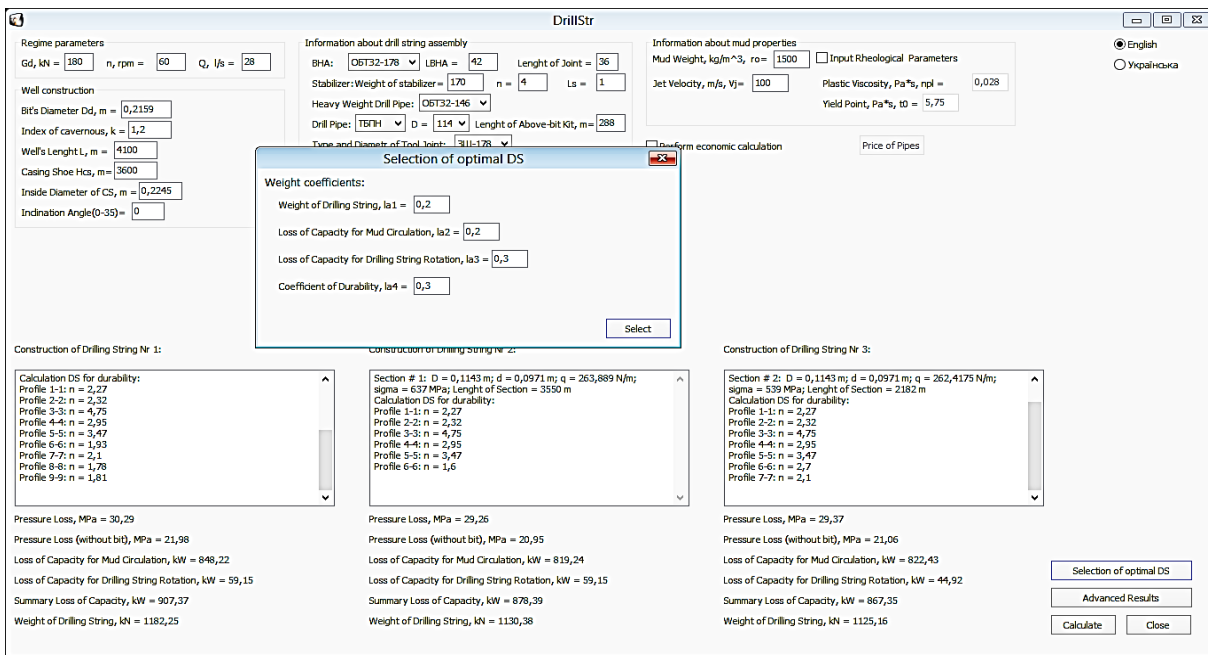 DrillStr
Regime parameters
Gd, kN = 180 n, rpm = 60 Q, l/s = 28
Well construction
Bit's Diameter Dd, m = 0,2159
Index of cavernous, k = 1,2
Well's Lenght L, m = 4100
Casing Shoe Hcs, m= 3600
Inside Diameter of CS, m = 0,2245
Indination Angle(0-35)= 0
Information about drill string assembly
BHA: ОБТ32-178 LBHA = 42 Lenght of Joint = 36
Stabilizer: Weight of stabilizer= 170 n = 4 Ls = 1
Heavy Weight Drill Pipe: ОБТ32-146
Drill Pipe: ТБПН D = 114 Lenght of Above-bit Kit, m= 288
Type and Diametr of Tool Joint: ЗШ-178
Information about mud properties
Mud Weight, kg/m^3, ro= 1500 Input Rheological Parameters
Jet Velocity, m/s, Vj= 100 Plastic Viscosity, Pa*s, npl = 0,028
Yield Point, Pa*s, t0 = 5,75
Perform economic calculation Price of Pipes
English
Українська
Selection of optimal DS
Weight coefficients:
Weight of Drilling String, la1 = 0,2
Loss of Capacity for Mud Circulation, la2 = 0,2
Loss of Capacity for Drilling String Rotation, la3 = 0,3
Coefficient of Durability, la4 = 0,3
Select
Construction of Drilling String Nr 1:
Calculation DS for durability:
Profile 1-1: n = 2,27
Profile 2-2: n = 2,32
Profile 3-3: n = 4,75
Profile 4-4: n = 2,95
Profile 5-5: n = 3,47
Profile 6-6: n = 1,93
Profile 7-7: n = 2,1
Profile 8-8: n = 1,78
Profile 9-9: n = 1,81
Pressure Loss, MPa = 30,29
Pressure Loss (without bit), MPa = 21,98
Loss of Capacity for Mud Circulation, kW = 848,22
Loss of Capacity for Drilling String Rotation, kW = 59,15
Summary Loss of Capacity, kW = 907,37
Weight of Drilling String, kN = 1182,25
Construction of Drilling String Nr 2:
Section # 1: D = 0,1143 m; d = 0,0971 m; q = 263,889 N/m;
sigma = 637 MPa; Lenght of Section = 3550 m
Calculation DS for durability:
Profile 1-1: n = 2,27
Profile 2-2: n = 2,32
Profile 3-3: n = 4,75
Profile 4-4: n = 2,95
Profile 5-5: n = 3,47
Profile 6-6: n = 1,6
Pressure Loss, MPa = 29,26
Pressure Loss (without bit), MPa = 20,95
Loss of Capacity for Mud Circulation, kW = 819,24
Loss of Capacity for Drilling String Rotation, kW = 59,15
Summary Loss of Capacity, kW = 878,39
Weight of Drilling String, kN = 1130,38
Construction of Drilling String Nr 3:
Section # 2: D = 0,1143 m; d = 0,0971 m; q = 262,4175 N/m;
sigma = 539 MPa; Lenght of Section = 2182 m
Calculation DS for durability:
Profile 1-1: n = 2,27
Profile 2-2: n = 2,32
Profile 3-3: n = 4,75
Profile 4-4: n = 2,95
Profile 5-5: n = 3,47
Profile 6-6: n = 2,7
Profile 7-7: n = 2,1
Pressure Loss, MPa = 29,37
Pressure Loss (without bit), MPa = 21,06
Loss of Capacity for Mud Circulation, kW = 822,43
Loss of Capacity for Drilling String Rotation, kW = 44,92
Summary Loss of Capacity, kW = 867,35
Weight of Drilling String, kN = 1125,16
Selection of optimal DS
Advanced Results
Calculate Close